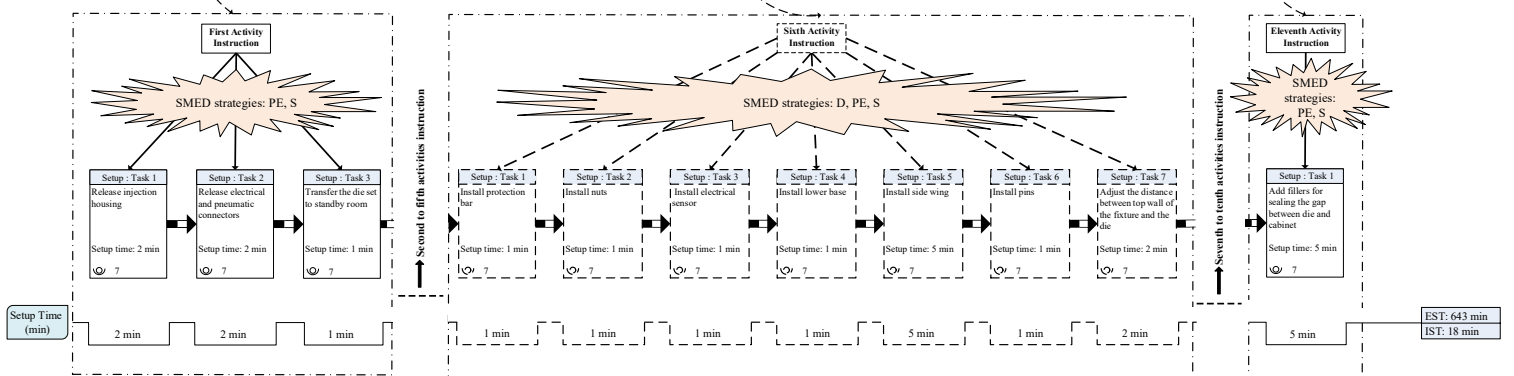 First Activity
Instruction
SMED strategies: PE, S
Setup : Task 1
Release injection
housing
Setup time: 2 min
7
Setup : Task 2
Release electrical
and pneumatic
connectors
Setup time: 2 min
7
Setup : Task 3
Transfer the die set
to standby room
Setup time: 1 min
7
Second to fifth activities instruction
Sixth Activity
Instruction
SMED strategies: D, PE, S
Setup : Task 1
Install protection
bar
Setup time: 1 min
7
Setup : Task 2
Install nuts
Setup time: 1 min
7
Setup : Task 3
Install electrical
sensor
Setup time: 1 min
7
Setup : Task 4
Install lower base
Setup time: 1 min
7
Setup : Task 5
Install side wing
Setup time: 5 min
7
Setup : Task 6
Install pins
Setup time: 1 min
7
Setup : Task 7
Adjust the distance
between top wall of
the fixture and the
die
Setup time: 2 min
7
Seventh to tenth activities instruction
Eleventh Activity
Instruction
SMED
strategies:
PE, S
Setup : Task 1
Add fillers for
sealing the gap
between die and
cabinet
Setup time: 5 min
7
Setup Time
(min)
2 min
2 min
1 min
1 min
1 min
1 min
1 min
5 min
1 min
2 min
5 min
EST: 643 min
IST: 18 min